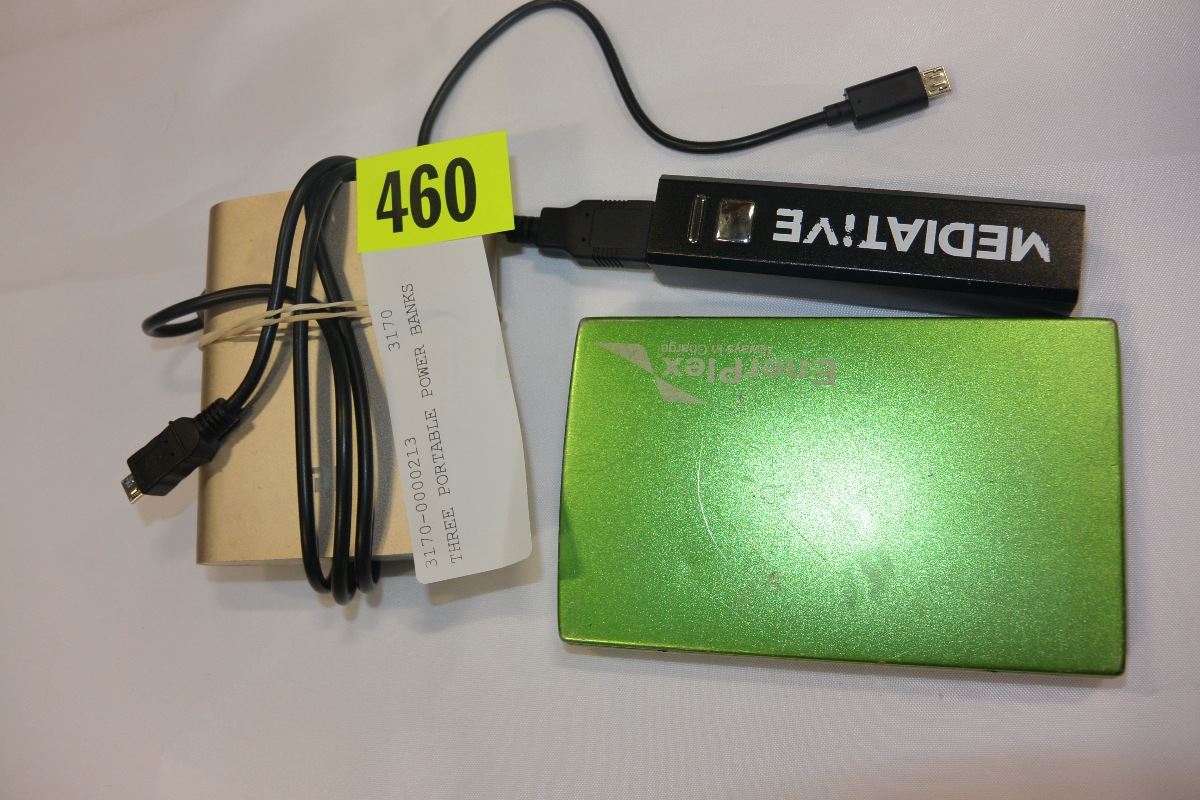 460
3170
3170-0000213
THREE PORTABLE POWER BANKS
MEDIATiVE
EnerPlex
Always In Charge